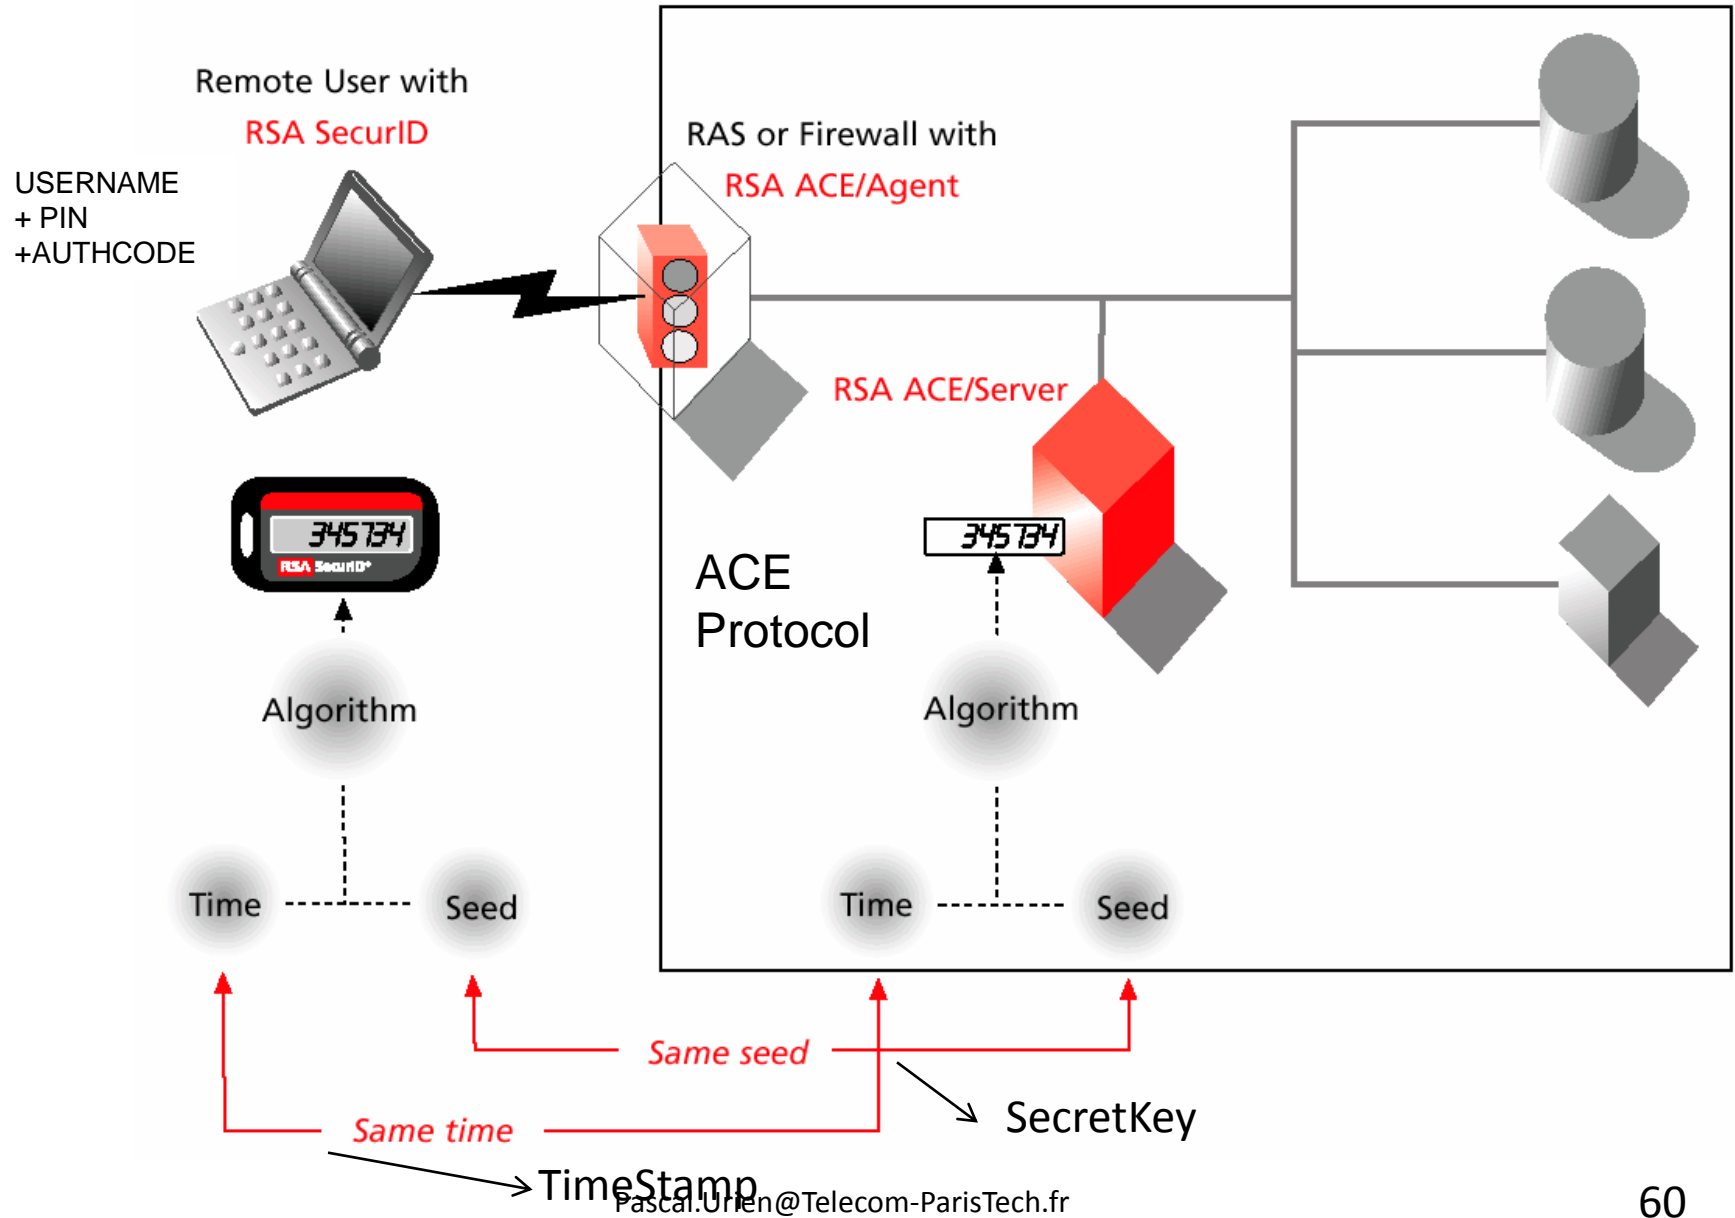 Remote User with
RSA SecurID
USERNAME
+ PIN
+AUTHCODE
RAS or Firewall with
RSA ACE/Agent
RSA ACE/Server
345734
RSA SecurID
345734
ACE
Protocol
Algorithm
Algorithm
Time
Seed
Time
Seed
Same seed
SecretKey
Same time
TimeStamp
Pascal.Urien@Telecom-ParisTech.fr
60